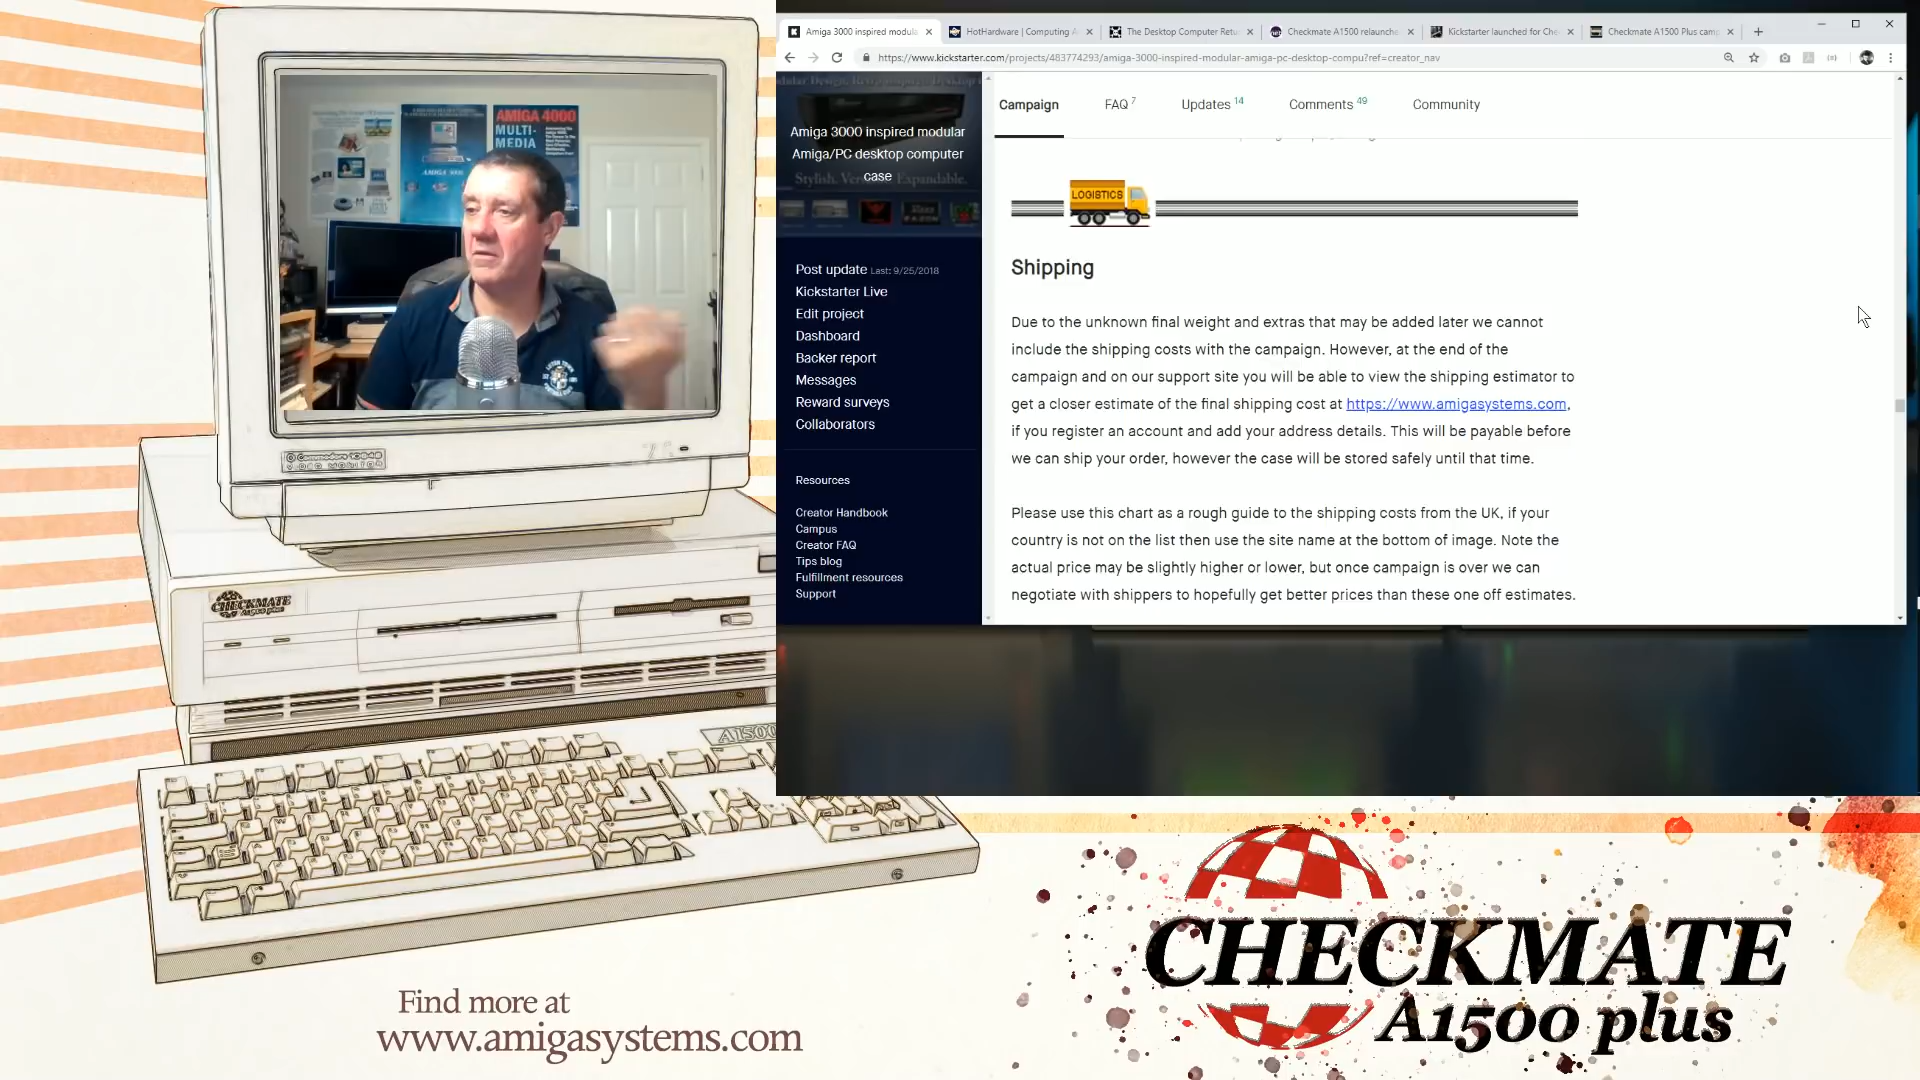 AMIGA 4000
MULTI-
MEDIA
CHECKMATE
A1500 plus
A1500
Find more at
www.amigasystems.com
Amiga 3000 inspired modula
HotHardware | Computing A
The Desktop Computer Retu
Checkmate A1500 relaunche
Kickstarter launched for Che
Checkmate A1500 Plus camp
https://www.kickstarter.com/projects/483774293/amiga-3000-inspired-modular-amiga-pc-desktop-compu?ref=creator_nav
Amiga 3000 inspired modular
Amiga/PC desktop computer
case
Stylish. Versatile. Expandable.
Post update Last: 9/25/2018
Kickstarter Live
Edit project
Dashboard
Backer report
Messages
Reward surveys
Collaborators
Resources
Creator Handbook
Campus
Creator FAQ
Tips blog
Fulfillment resources
Support
Campaign FAQ 7 Updates 14 Comments 49 Community
LOGISTICS
Shipping
Due to the unknown final weight and extras that may be added later we cannot
include the shipping costs with the campaign. However, at the end of the
campaign and on our support site you will be able to view the shipping estimator to
get a closer estimate of the final shipping cost at https://www.amigasystems.com,
if you register an account and add your address details. This will be payable before
we can ship your order, however the case will be stored safely until that time.
Please use this chart as a rough guide to the shipping costs from the UK, if your
country is not on the list then use the site name at the bottom of image. Note the
actual price may be slightly higher or lower, but once campaign is over we can
negotiate with shippers to hopefully get better prices than these one off estimates.
CHECKMATE
A1500 plus